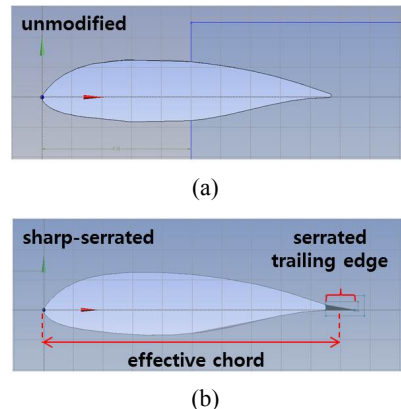 unmodified
(a)
sharp-serrated
serrated
trailing edge
effective chord
(b)